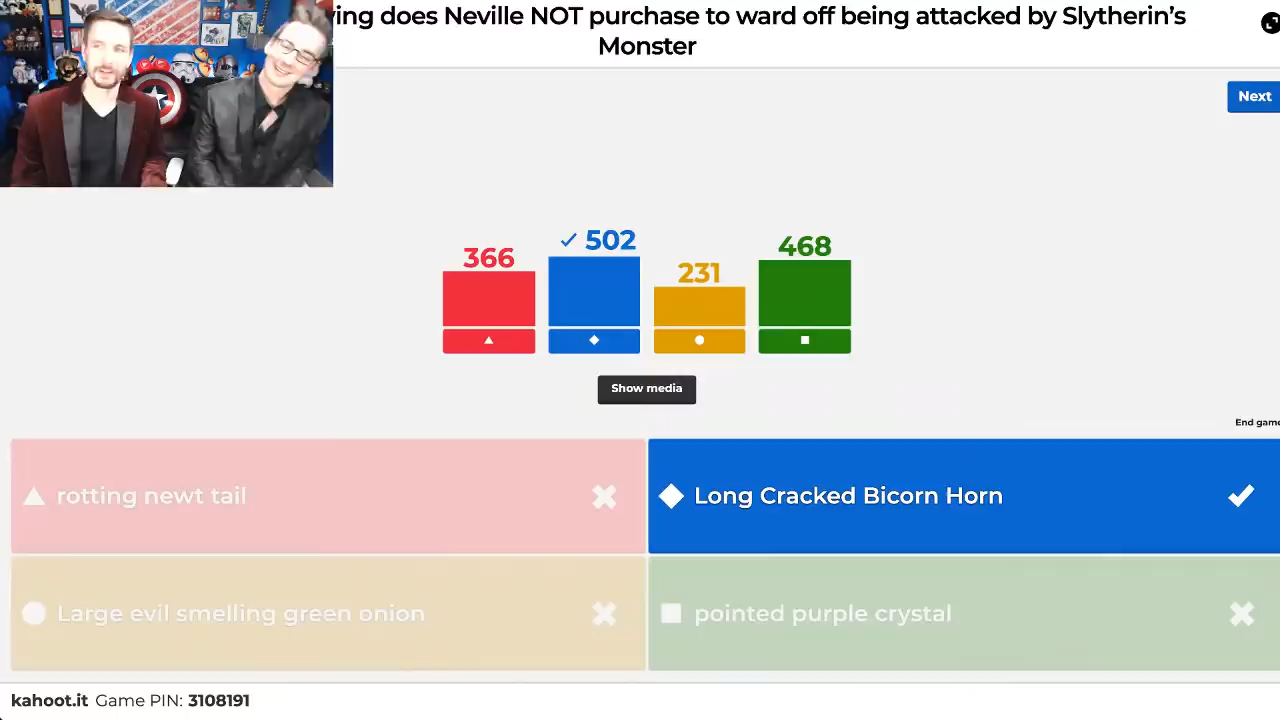 does Neville NOT purchase to ward off being attacked by Slytherin's
Monster
Next
366
502
231
468
Show media
End game
rotting newt tail
Long Cracked Bicorn Horn
Large evil smelling green onion
pointed purple crystal
kahoot.it Game PIN: 3108191